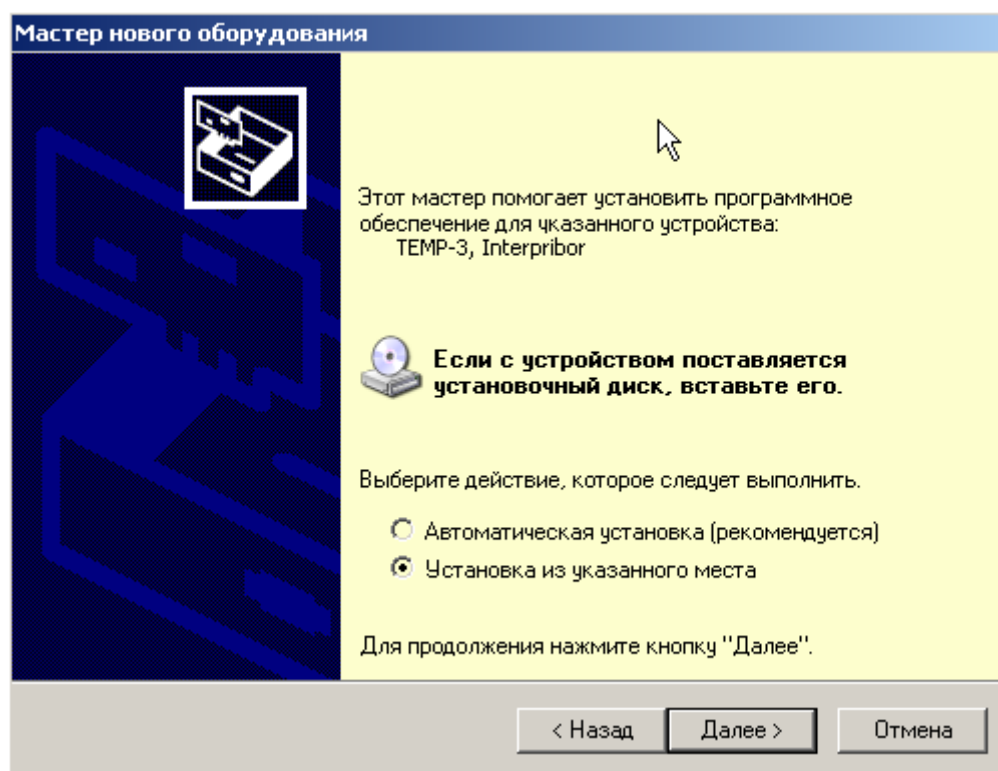 Мастер нового оборудования
Этот мастер помогает установить программное
обеспечение для указанного устройства:
TEMP-3, Interpribor
Если с устройством поставляется
установочный диск, вставьте его.
Выберите действие, которое следует выполнить.
Автоматическая установка (рекомендуется)
Установка из указанного места
Для продолжения нажмите кнопку "Далее".
< Назад
Далее >
Отмена